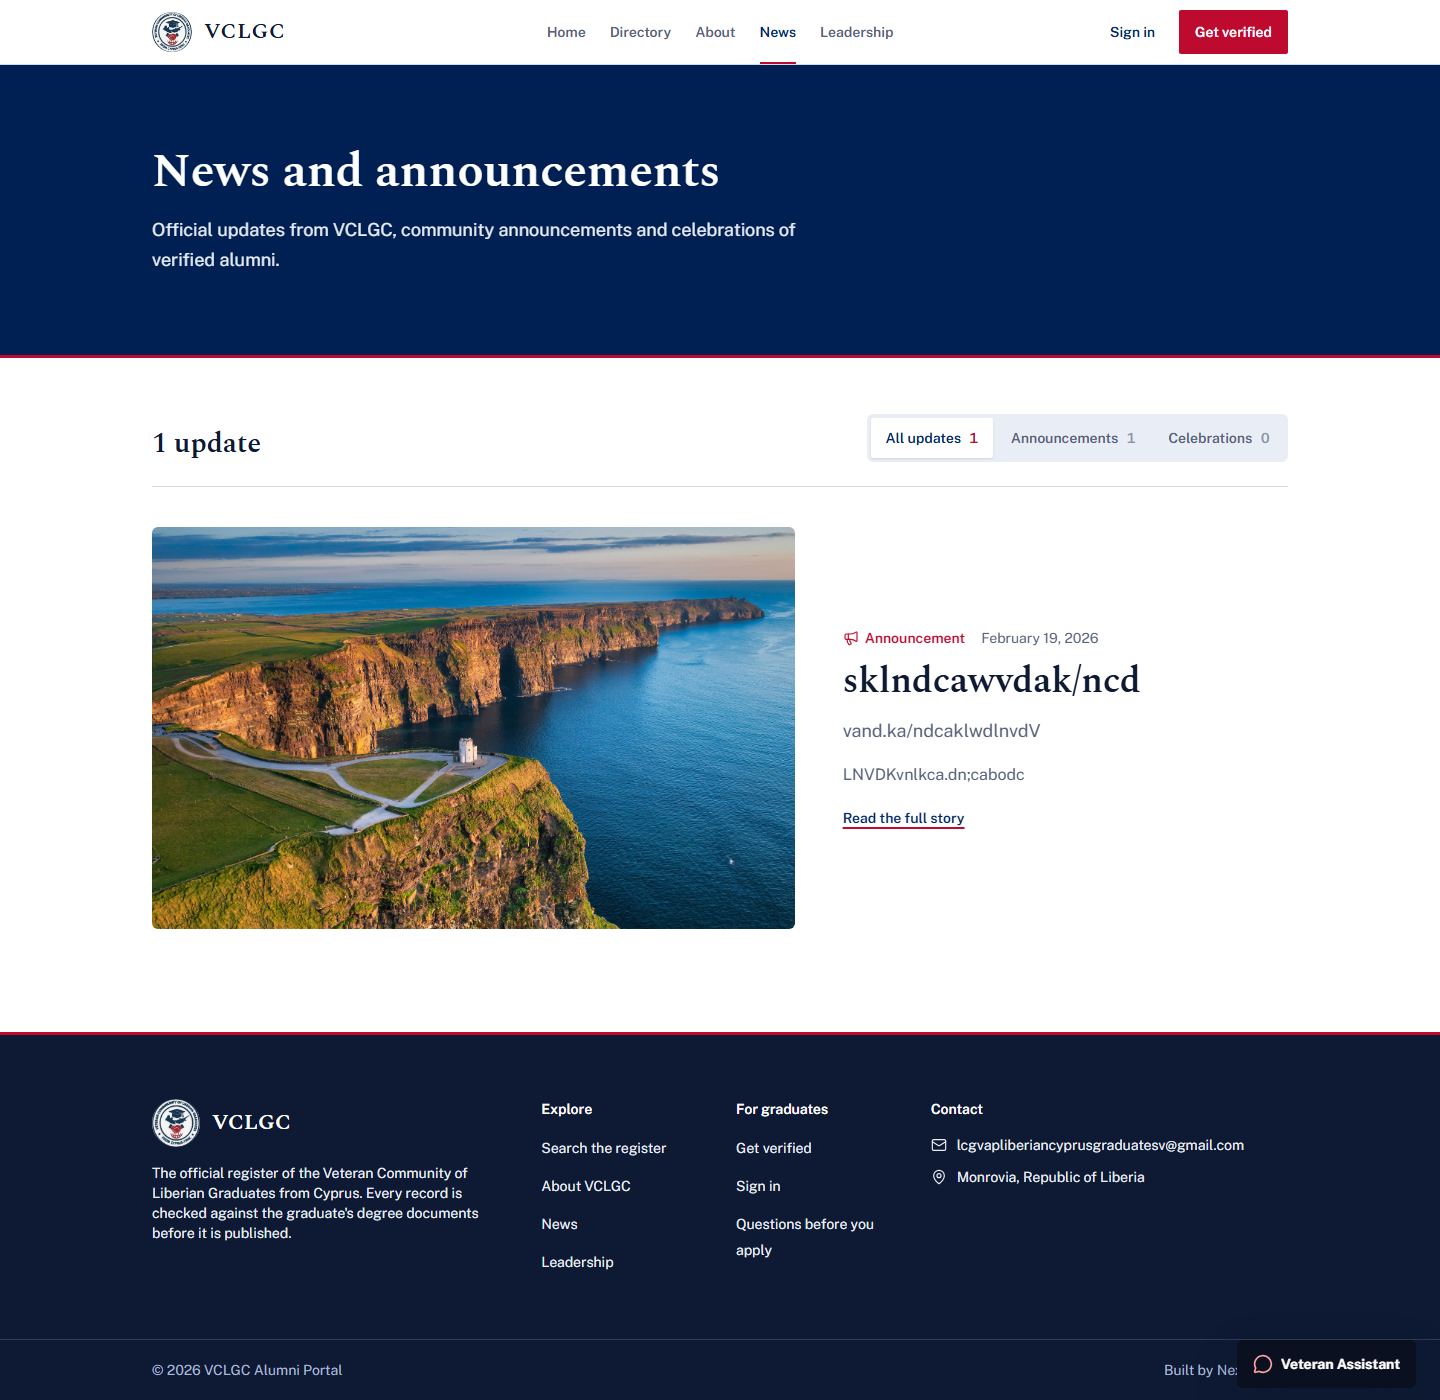 VCLGC
Home Directory About News Leadership
Sign in
Get verified
News and announcements
Official updates from VCLGC, community announcements and celebrations of
verified alumni.
1 update
All updates 1 Announcements 1 Celebrations 0
Announcement February 19, 2026
sklndcawvdak/ncd
vand.ka/ndcaklwdlnvdV
LNVDKvnlkca.dn;cabodc
Read the full story
VCLGC
The official register of the Veteran Community of
Liberian Graduates from Cyprus. Every record is
checked against the graduate's degree documents
before it is published.
Explore
Search the register
About VCLGC
News
Leadership
For graduates
Get verified
Sign in
Questions before you
apply
Contact
lcgvapliberiancyprusgraduatesv@gmail.com
Monrovia, Republic of Liberia
© 2026 VCLGC Alumni Portal
Built by
Veteran Assistant